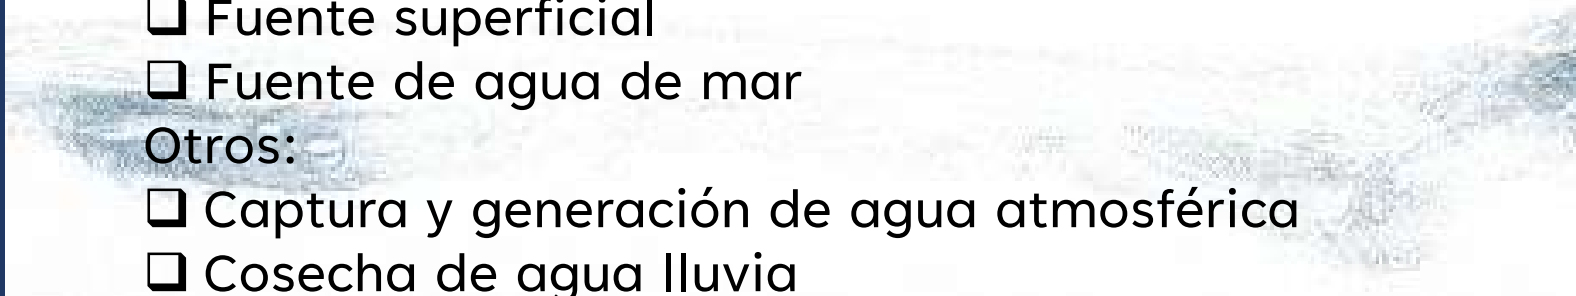 ❑ Fuente superficial
❑ Fuente de agua de mar
Otros:
❑ Captura y generación de agua atmosférica
❑ Cosecha de agua lluvia